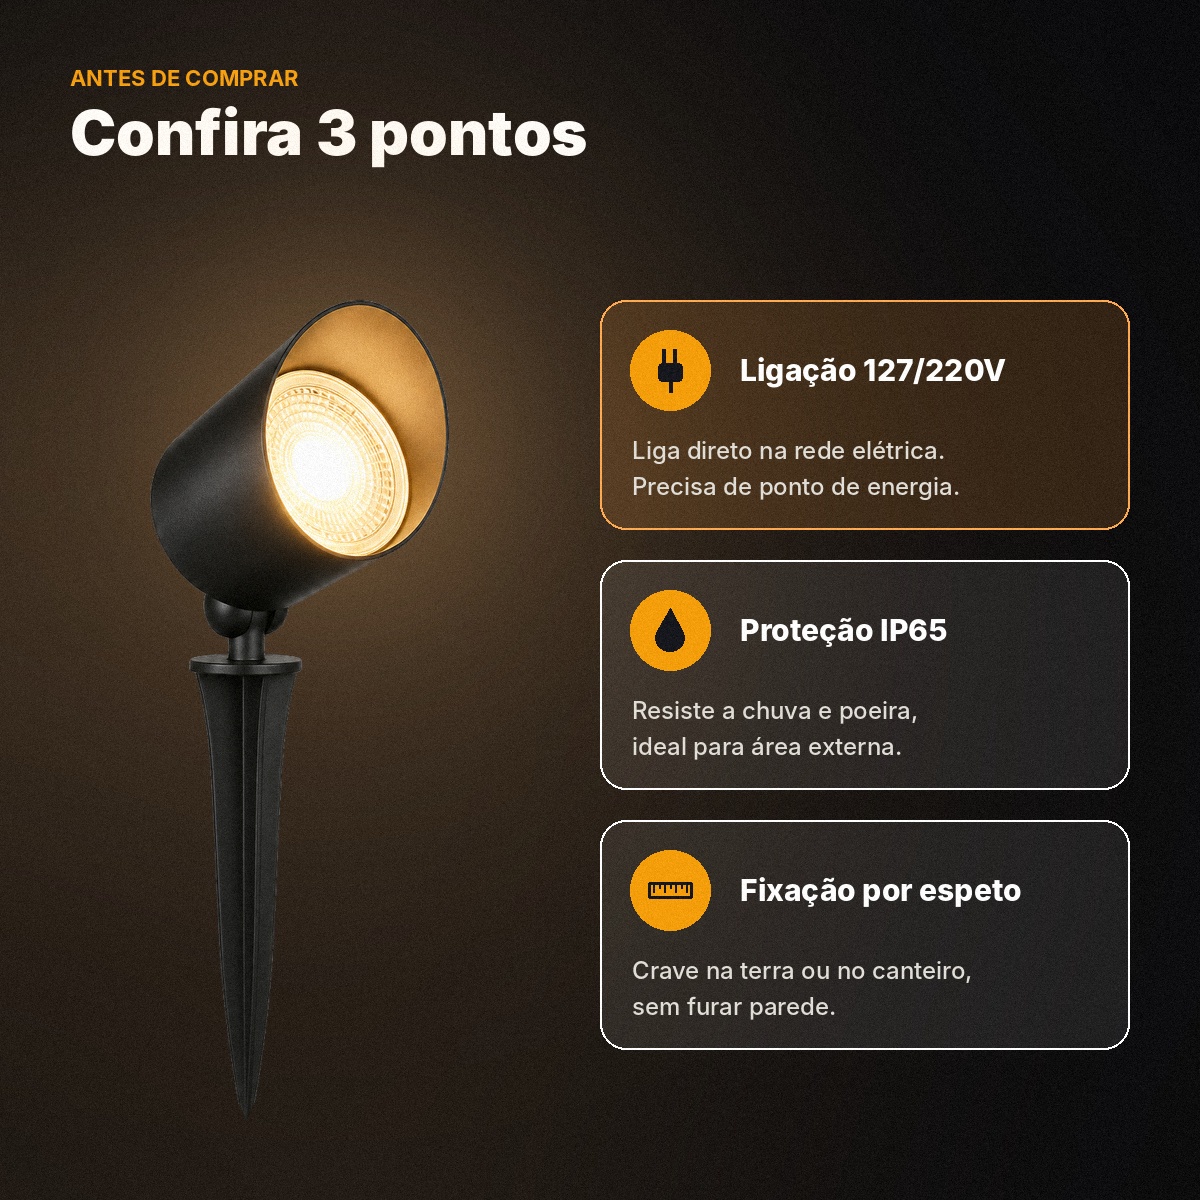 ANTES DE COMPRAR
Confira 3 pontos
Ligação 127/220V
Liga direto na rede elétrica.
Precisa de ponto de energia.
Proteção IP65
Resiste a chuva e poeira,
ideal para área externa.
Fixação por espeto
Crave na terra ou no canteiro,
sem furar parede.